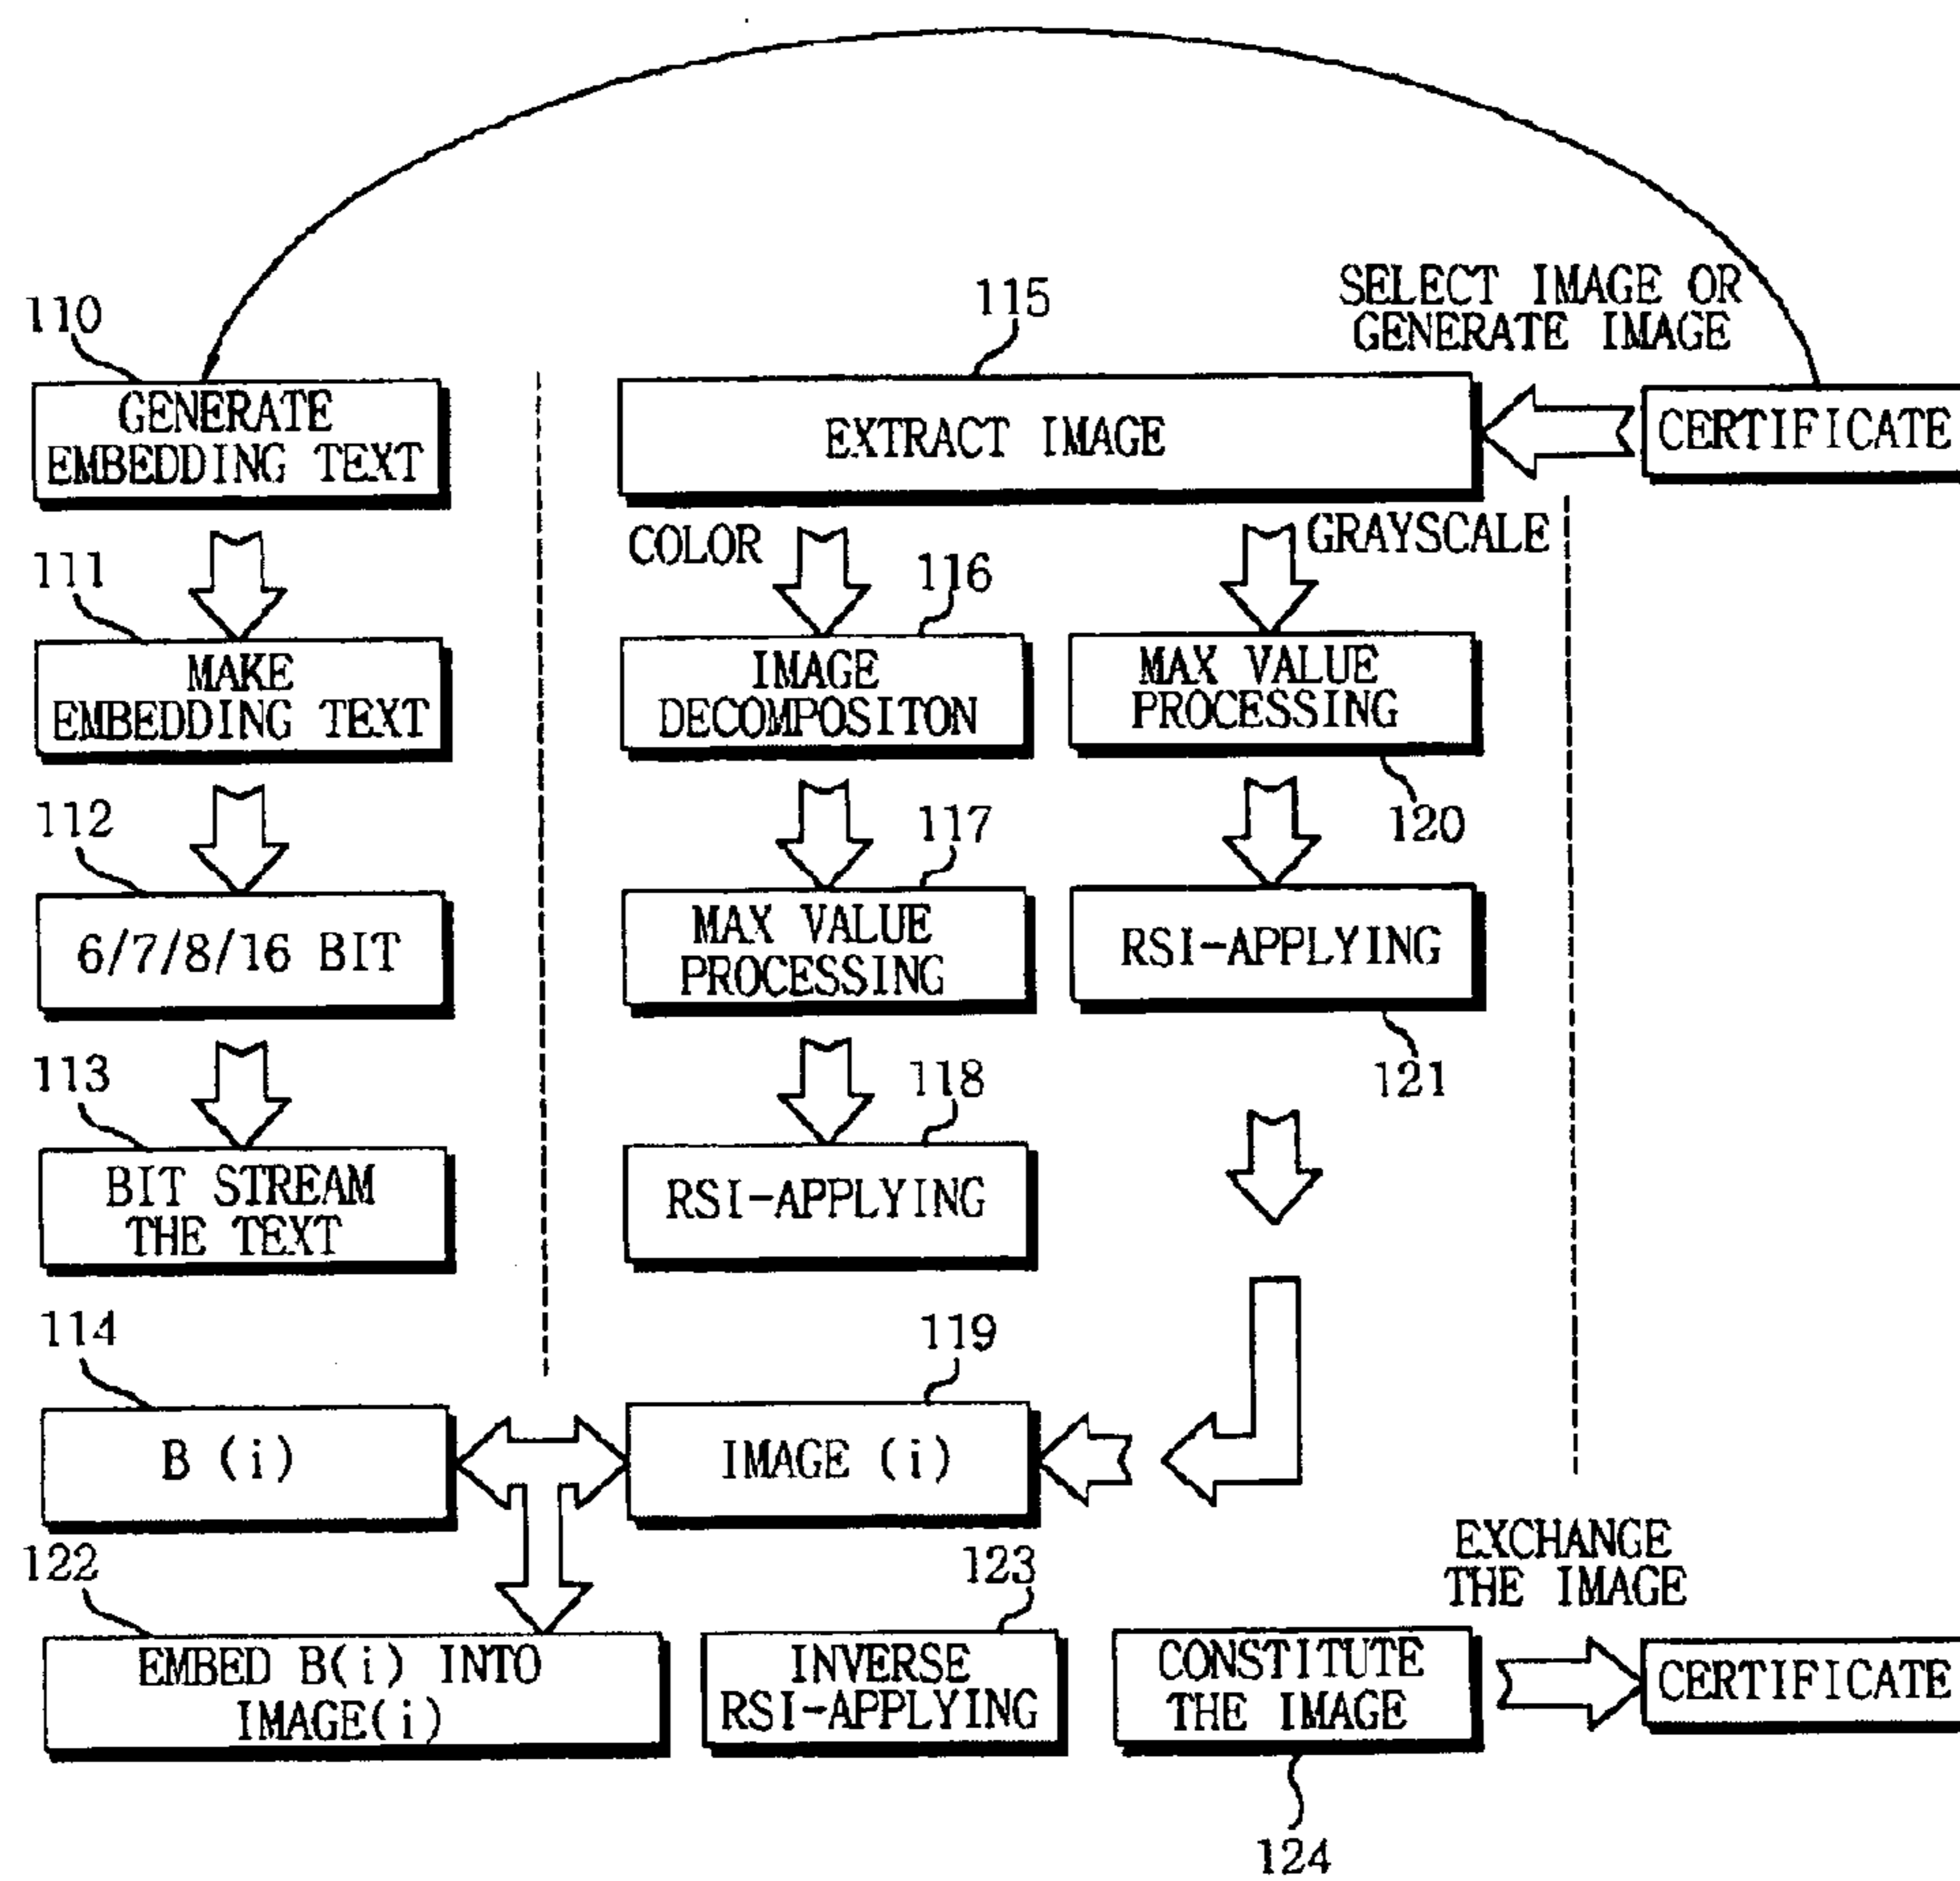 SELECT IMAGE OR
GENERATE IMAGE
110
115
GENERATE
EMBEDDING TEXT
EXTRACT IMAGE
CERTIFICATE
COLOR
GRAYSCALE
111
116
MAKE
EMBEDDING TEXT
IMAGE
DECOMPOSITON
MAX VALUE
PROCESSING
112
117
120
6/7/8/16 BIT
MAX VALUE
PROCESSING
RSI-APPLYING
113
118
121
BIT STREAM
THE TEXT
RSI-APPLYING
114
119
B (i)
IMAGE (i)
122
123
EXCHANGE
THE IMAGE
EMBED B(i) INTO
IMAGE(i)
INVERSE
RSI-APPLYING
CONSTITUTE
THE IMAGE
CERTIFICATE
124